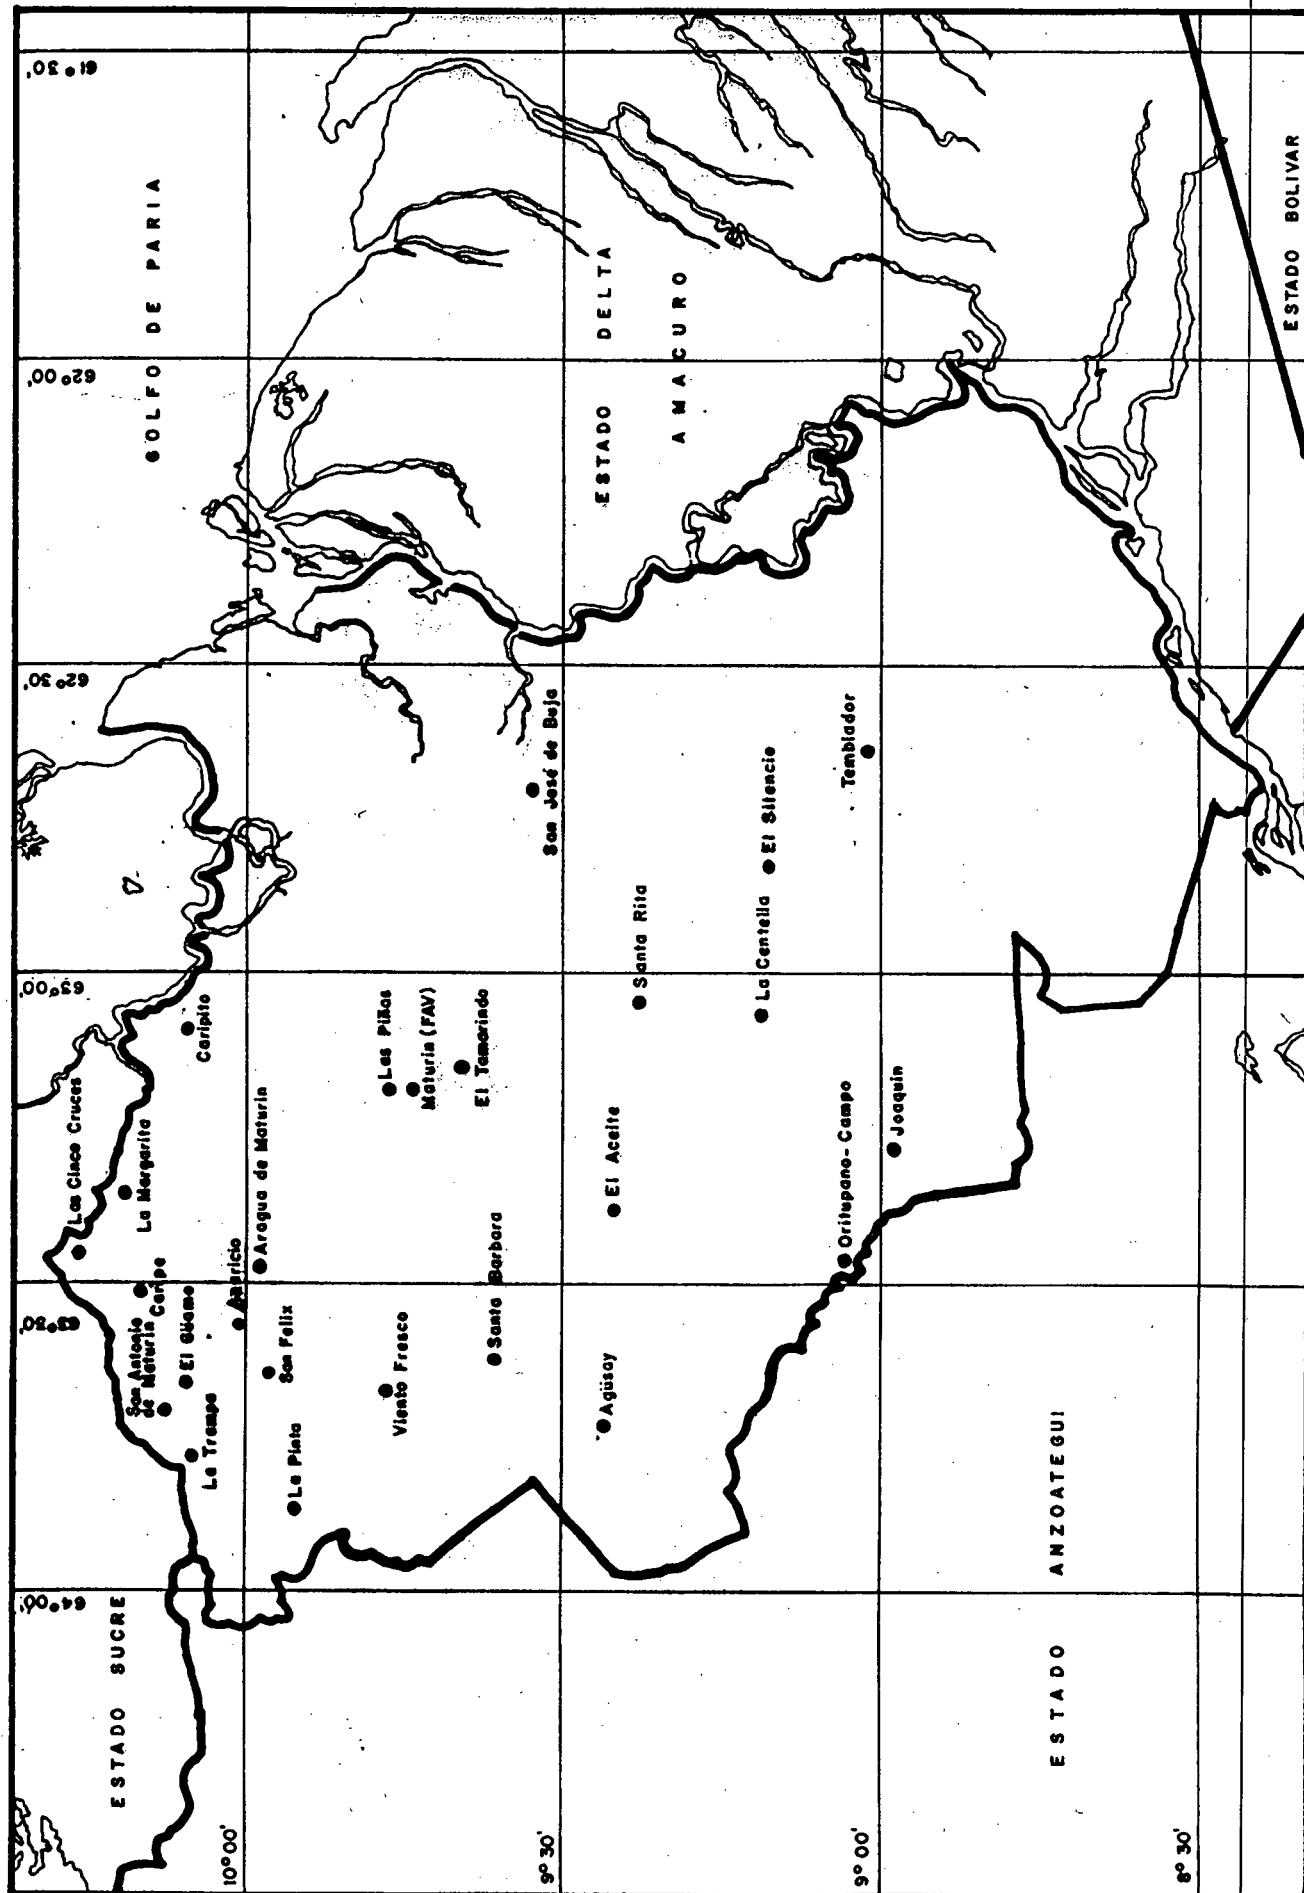 64°00'
63°30'
63°00'
62°30'
62°00'
61°30'
10°00'
9° 30'
9° 00'
8° 30'
ESTADO SUCRE
GOLFO DE PARIA
ESTADO DELTA
AMACURO
ESTADO ANZOATEGUI
ESTADO BOLIVAR
Las Cinco Cruces
La Margarita
San Antonio
de Maturin
Caripe
El Güamo
La Trampa
Caripito
Aparicio
Aragua de Maturin
San Felix
La Pinta
Viento Fresco
Las Piñas
Maturin (FAV)
El Tamarindo
Santa Barbara
San José de Buja
Agüsay
El Aceite
Santa Rita
La Centella
El Silencio
Temblador
Oritupano-Campo
Joaquin